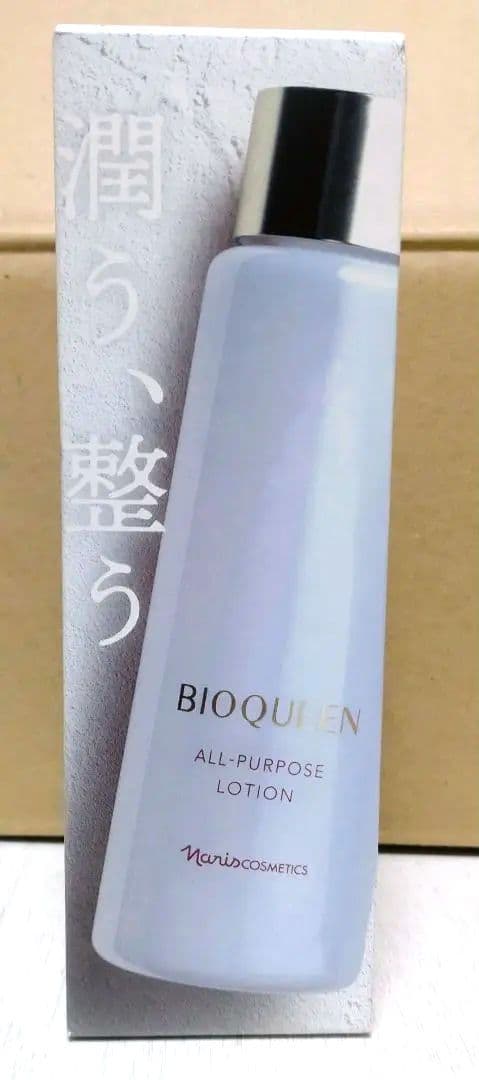 潤う、整う
BIOQUEEN
ALL-PURPOSE
LOTION
Naris COSMETICS